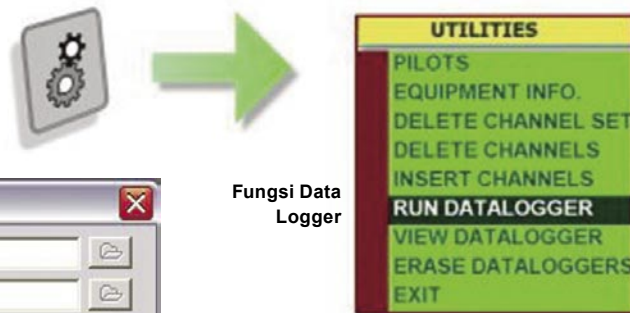 UTILITIES
PILOTS
EQUIPMENT INFO.
DELETE CHANNEL SET
DELETE CHANNELS
INSERT CHANNELS
RUN DATALOGGER
VIEW DATALOGGER
ERASE DATALOGGERS
EXIT
Fungsi Data
Logger